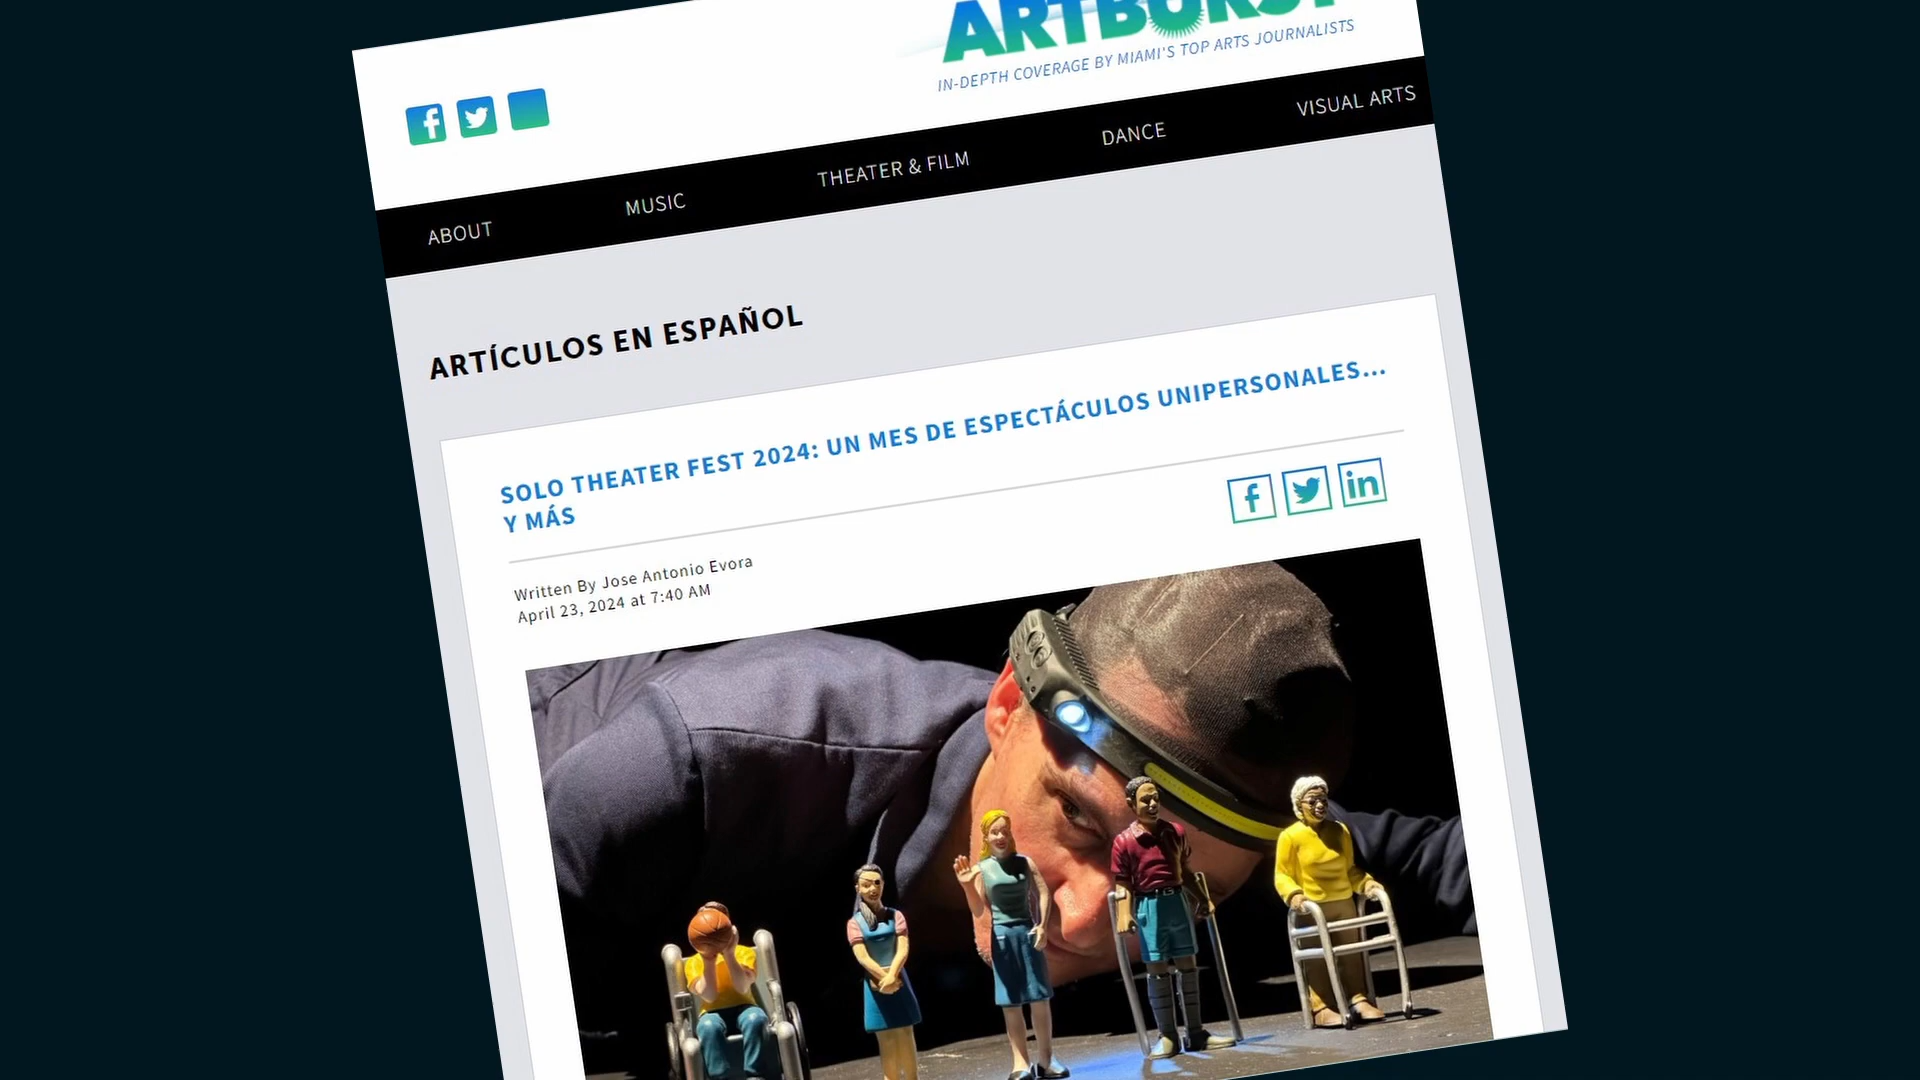 ARTBURST
IN-DEPTH COVERAGE BY MIAMI'S TOP ARTS JOURNALISTS
ABOUT
MUSIC
THEATER & FILM
DANCE
VISUAL ARTS
ARTÍCULOS EN ESPAÑOL
SOLO THEATER FEST 2024: UN MES DE ESPECTÁCULOS UNIPERSONALES...
Y MÁS
Written By Jose Antonio Evora
April 23, 2024 at 7:40 AM